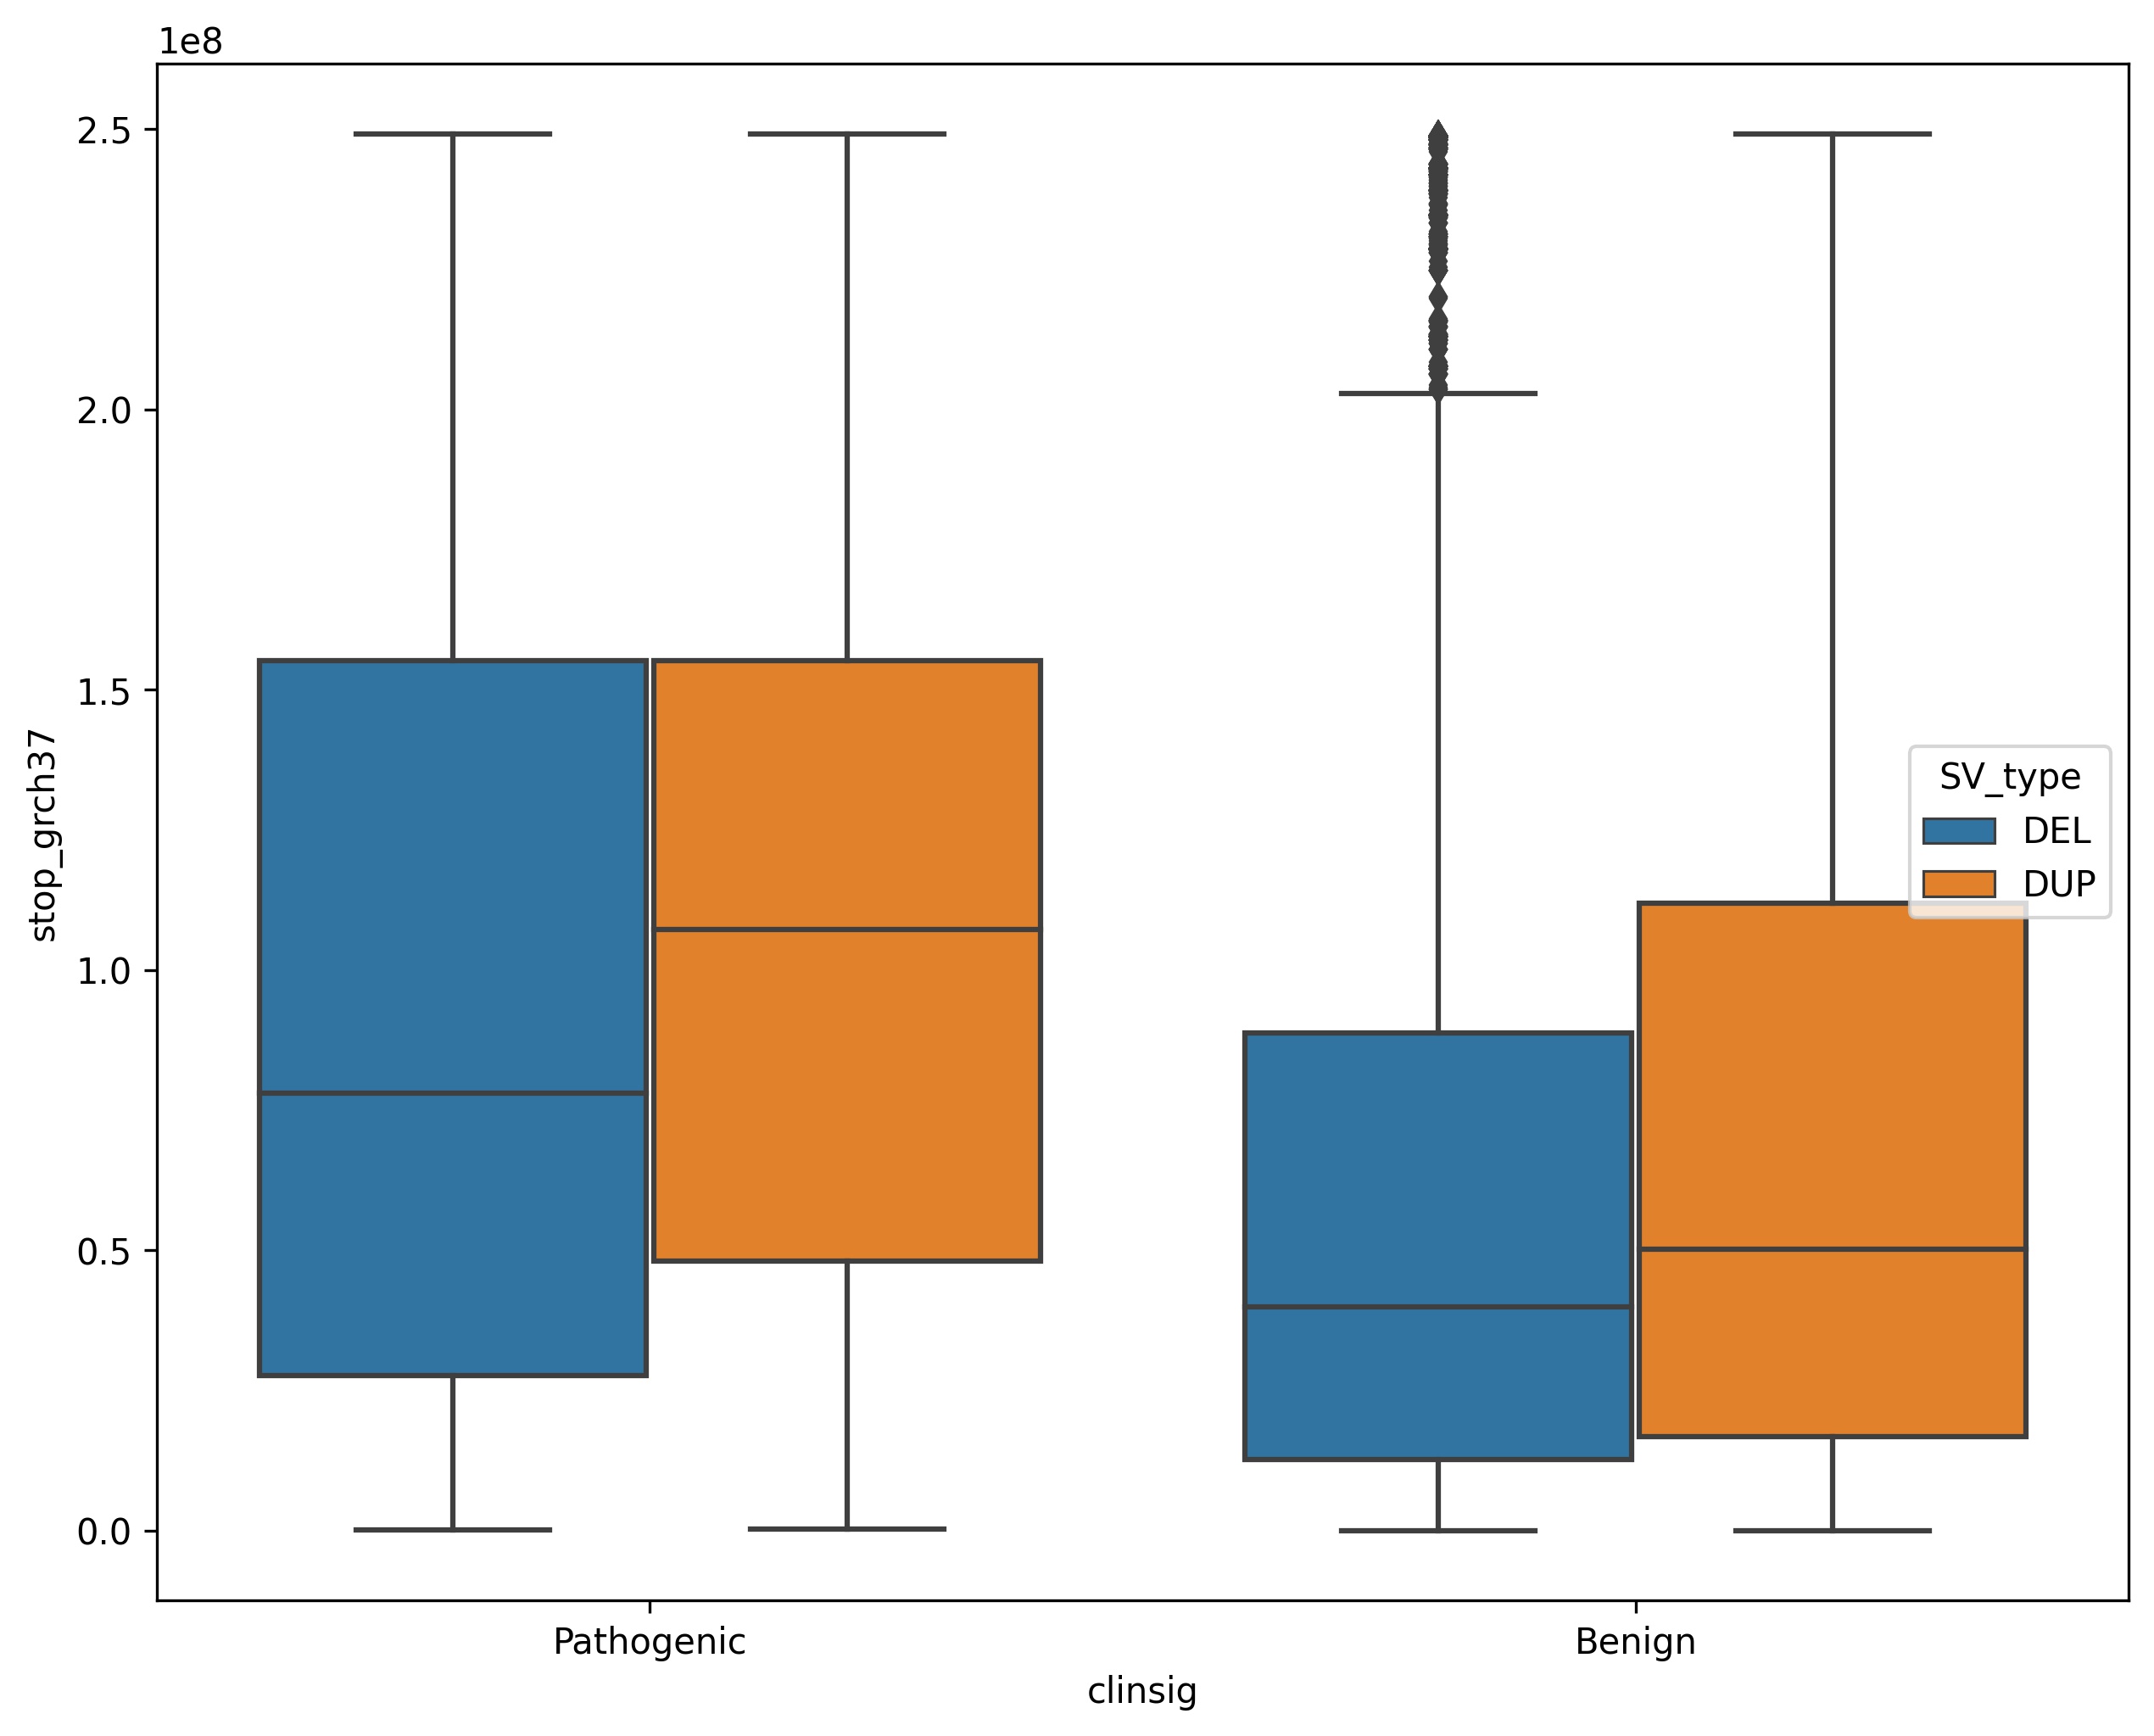 1e8
2.5
2.0
1.5
1.0
0.5
0.0
stop_grch37
SV_type
DEL
DUP
Pathogenic
Benign
clinsig